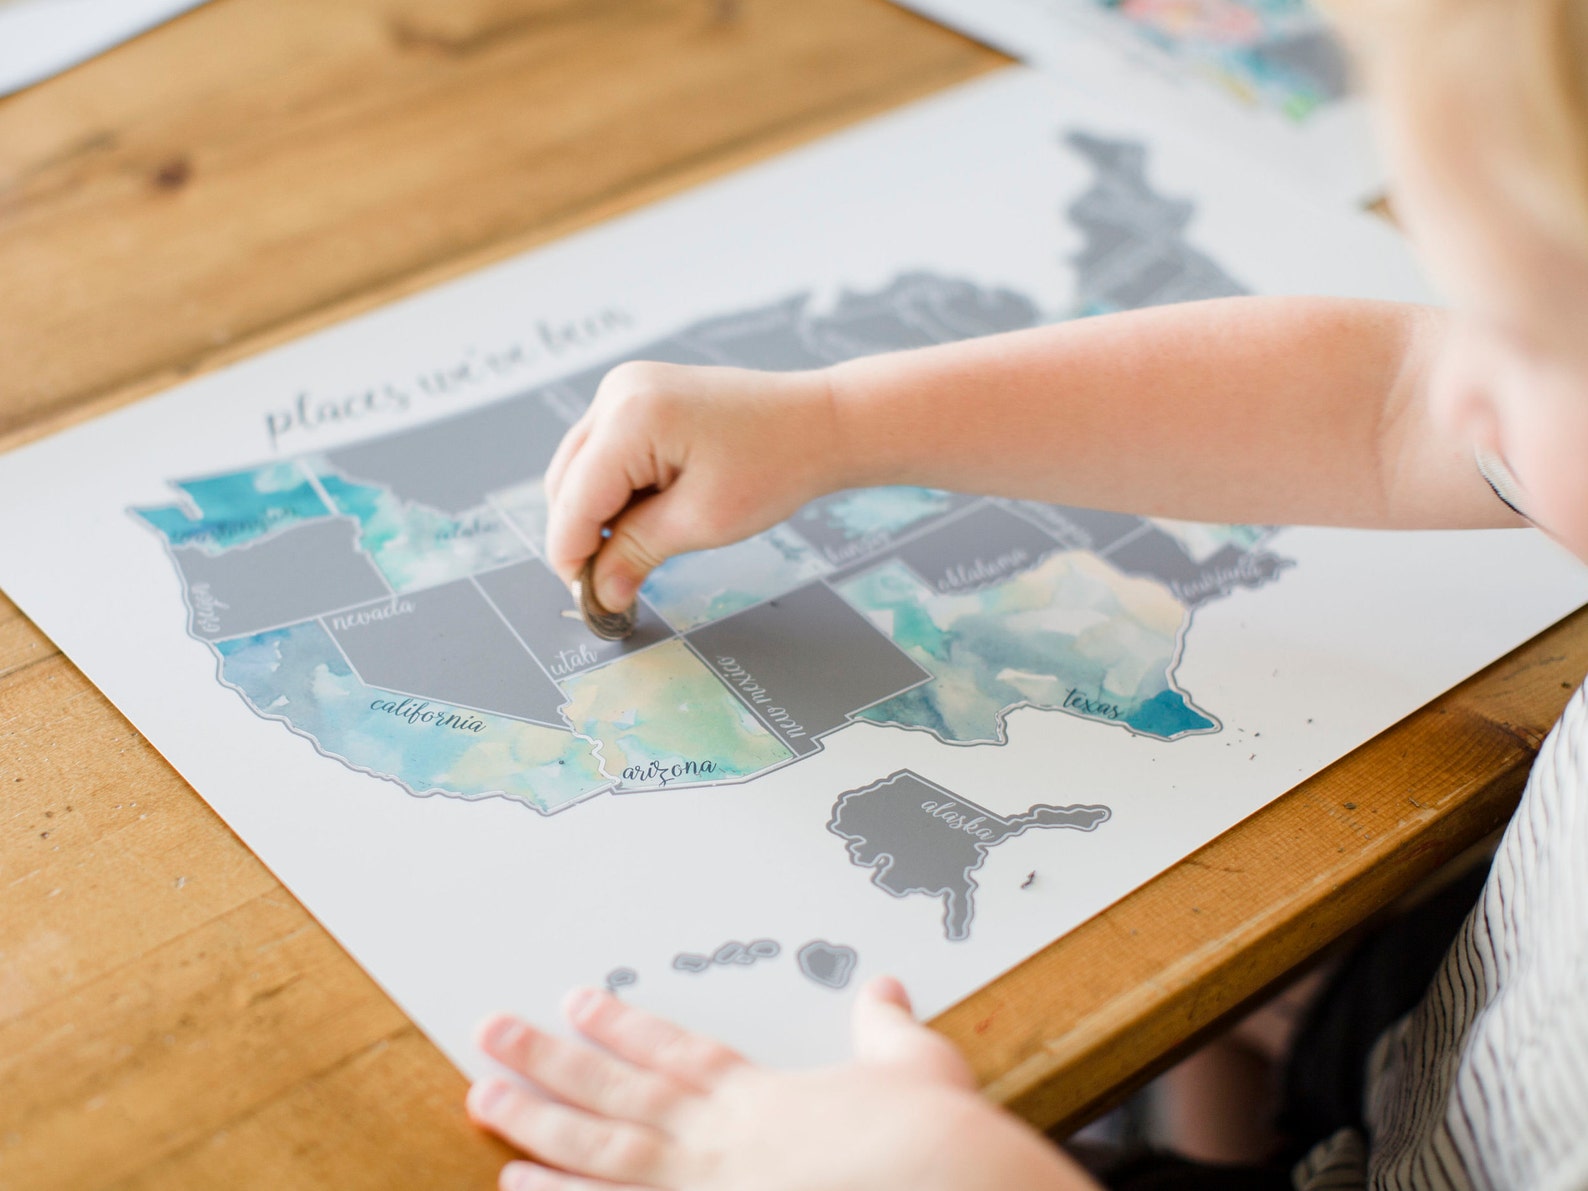 places we've been
washington
idaho
oregon
nevada
utah
california
arizona
new mexico
kansas
oklahoma
texas
louisiana
alaska